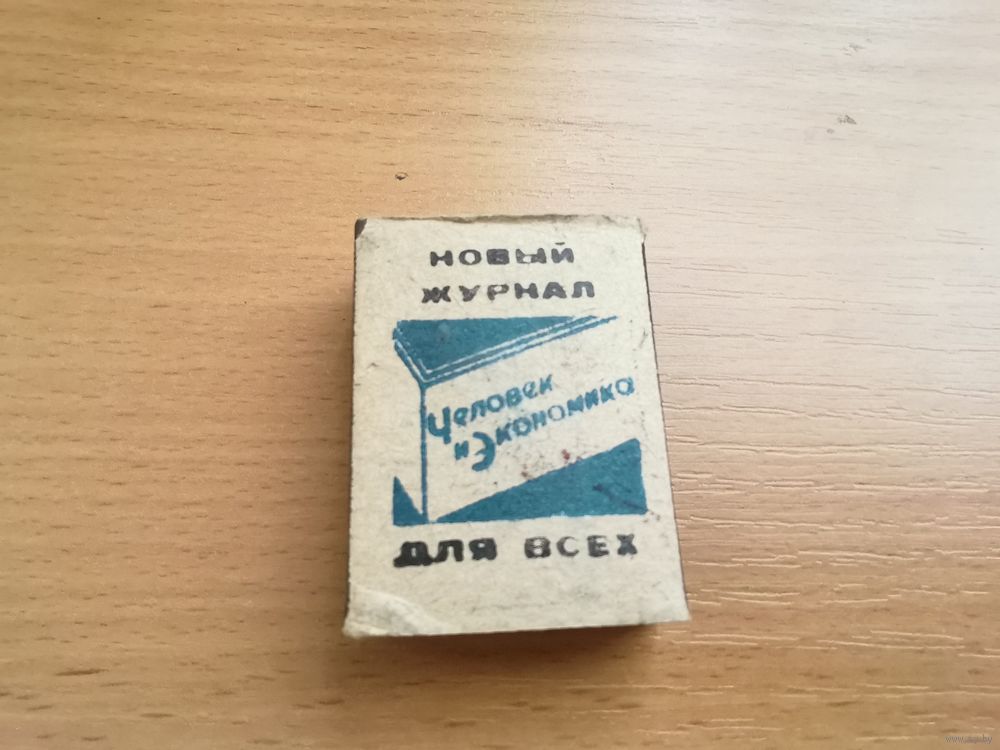 НОВЫЙ
ЖУРНАЛ
Человек
и Экономика
ДЛЯ ВСЕХ